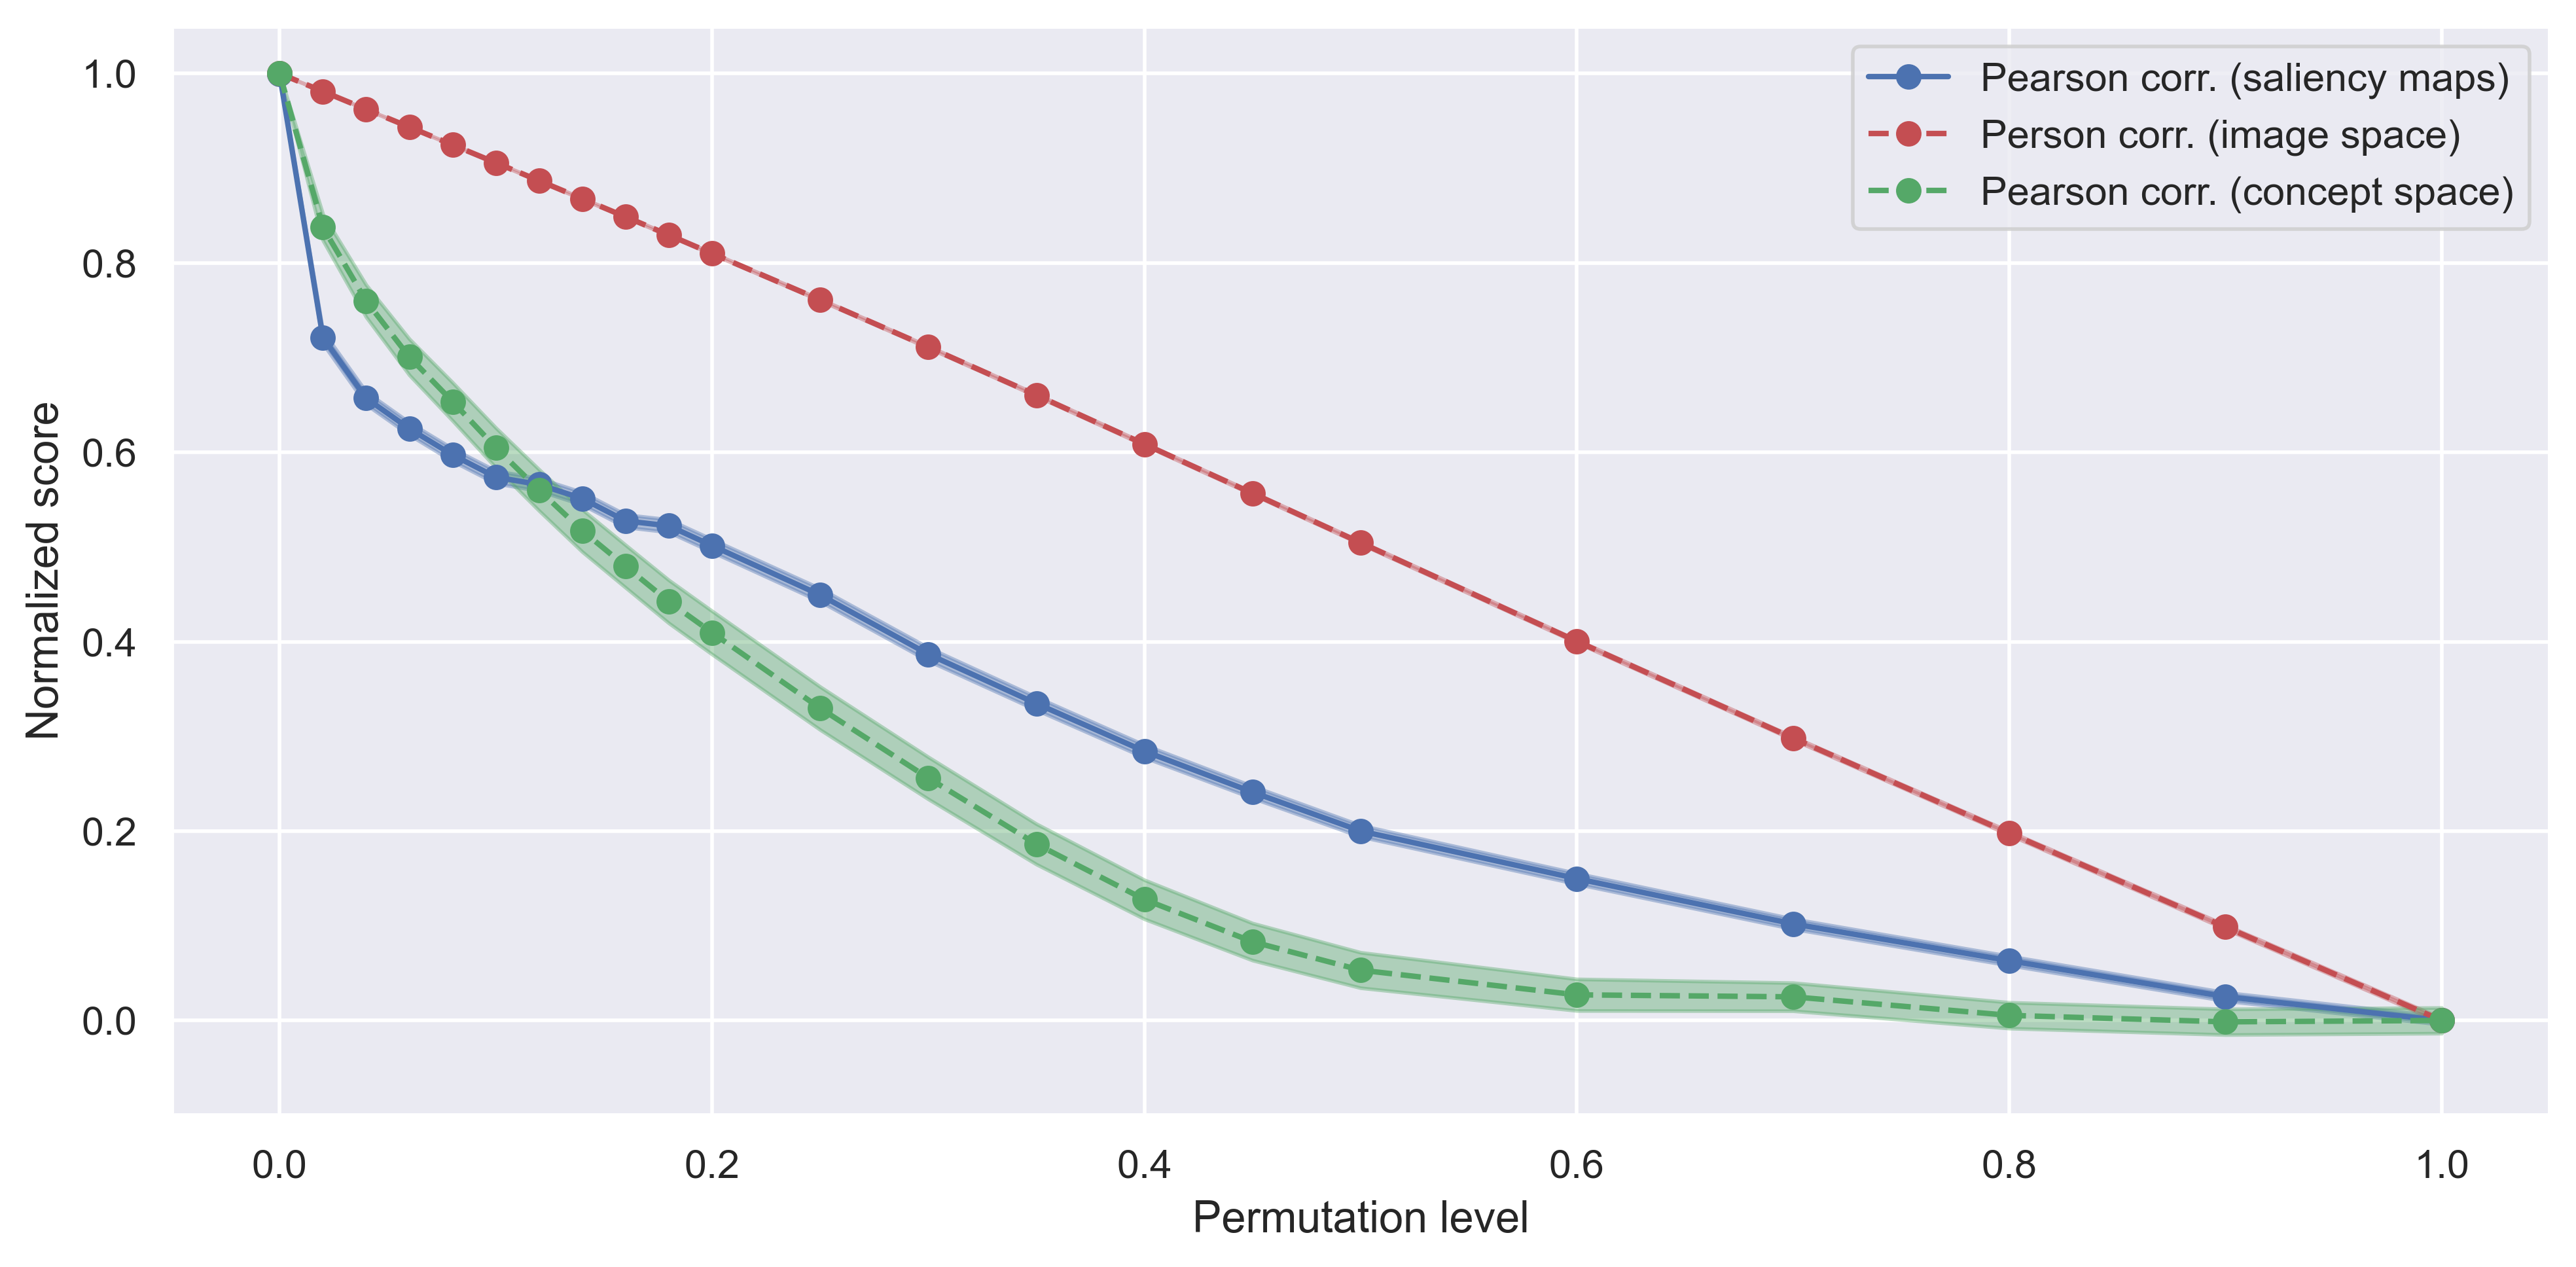 Pearson corr. (saliency maps)
Person corr. (image space)
Pearson corr. (concept space)
Normalized score
1.0
0.8
0.6
0.4
0.2
0.0
0.0 0.2 0.4 0.6 0.8 1.0
Permutation level